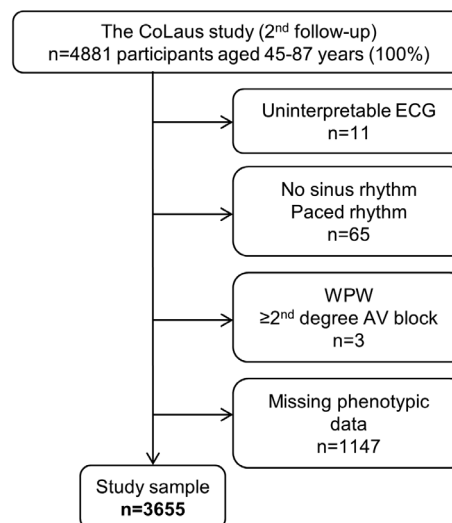 The CoLaus study (2nd follow-up)
n=4881 participants aged 45-87 years (100%)
Uninterpretable ECG
n=11
No sinus rhythm
Paced rhythm
n=65
WPW
≥2nd degree AV block
n=3
Missing phenotypic
data
n=1147
Study sample
n=3655